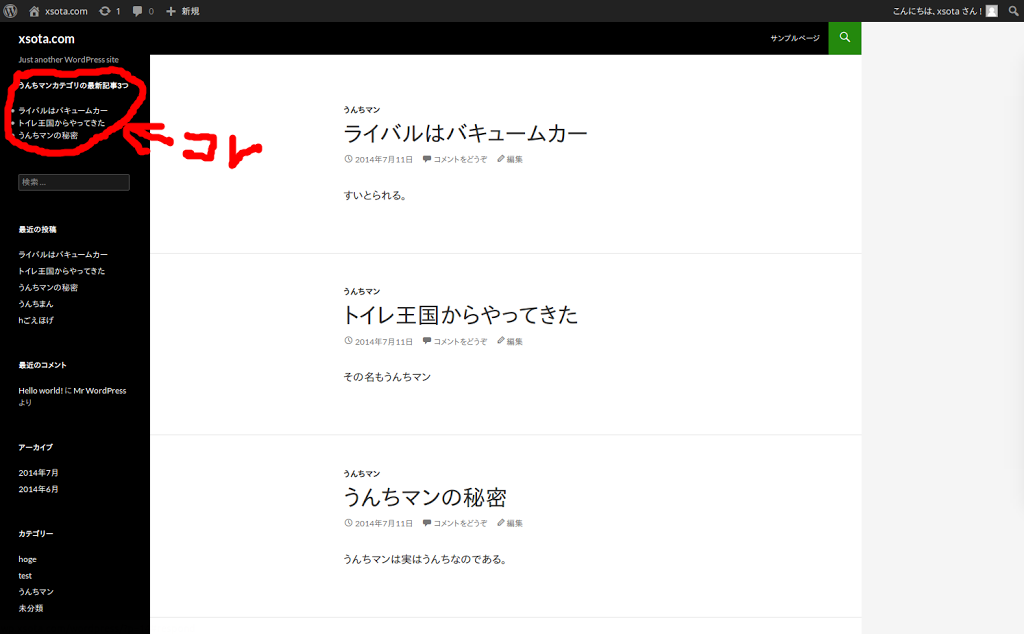 xsota.com 1 0 新規 こんにちは、xsota さん!
xsota.com
サンプルページ
Just another WordPress site
うんちマンカテゴリの最新記事3つ
ライバルはバキュームカー
トイレ王国からやってきた
うんちマンの秘密
コレ
検索 ...
最近の投稿
ライバルはバキュームカー
トイレ王国からやってきた
うんちマンの秘密
うんちまん
hごえほげ
最近のコメント
Hello world! に Mr WordPress
より
アーカイブ
2014年7月
2014年6月
カテゴリー
hoge
test
うんちマン
未分類
うんちマン
ライバルはバキュームカー
2014年7月11日 コメントをどうぞ 編集
すいとられる。
うんちマン
トイレ王国からやってきた
2014年7月11日 コメントをどうぞ 編集
その名もうんちマン
うんちマン
うんちマンの秘密
2014年7月11日 コメントをどうぞ 編集
うんちマンは実はうんちなのである。